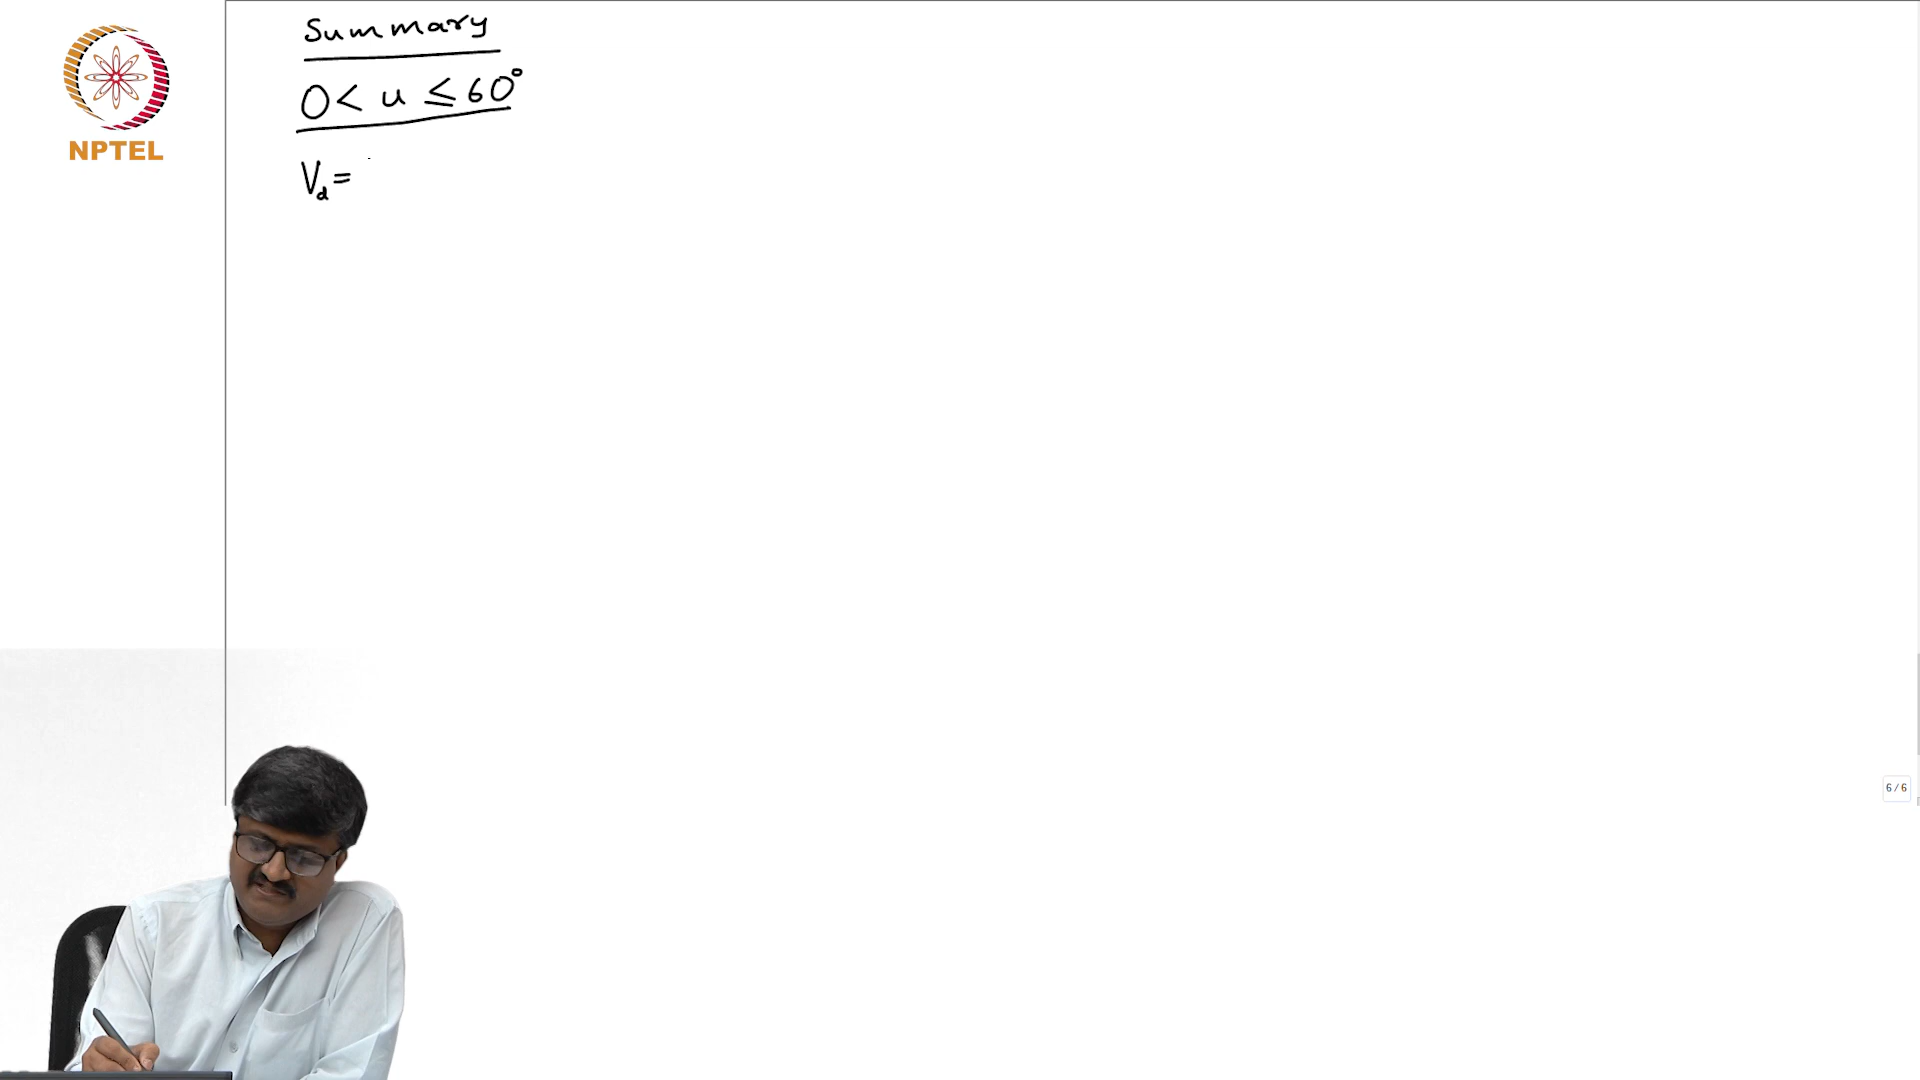 Summary
0 < u ≤ 60°
V_d =
NPTEL
6 / 6